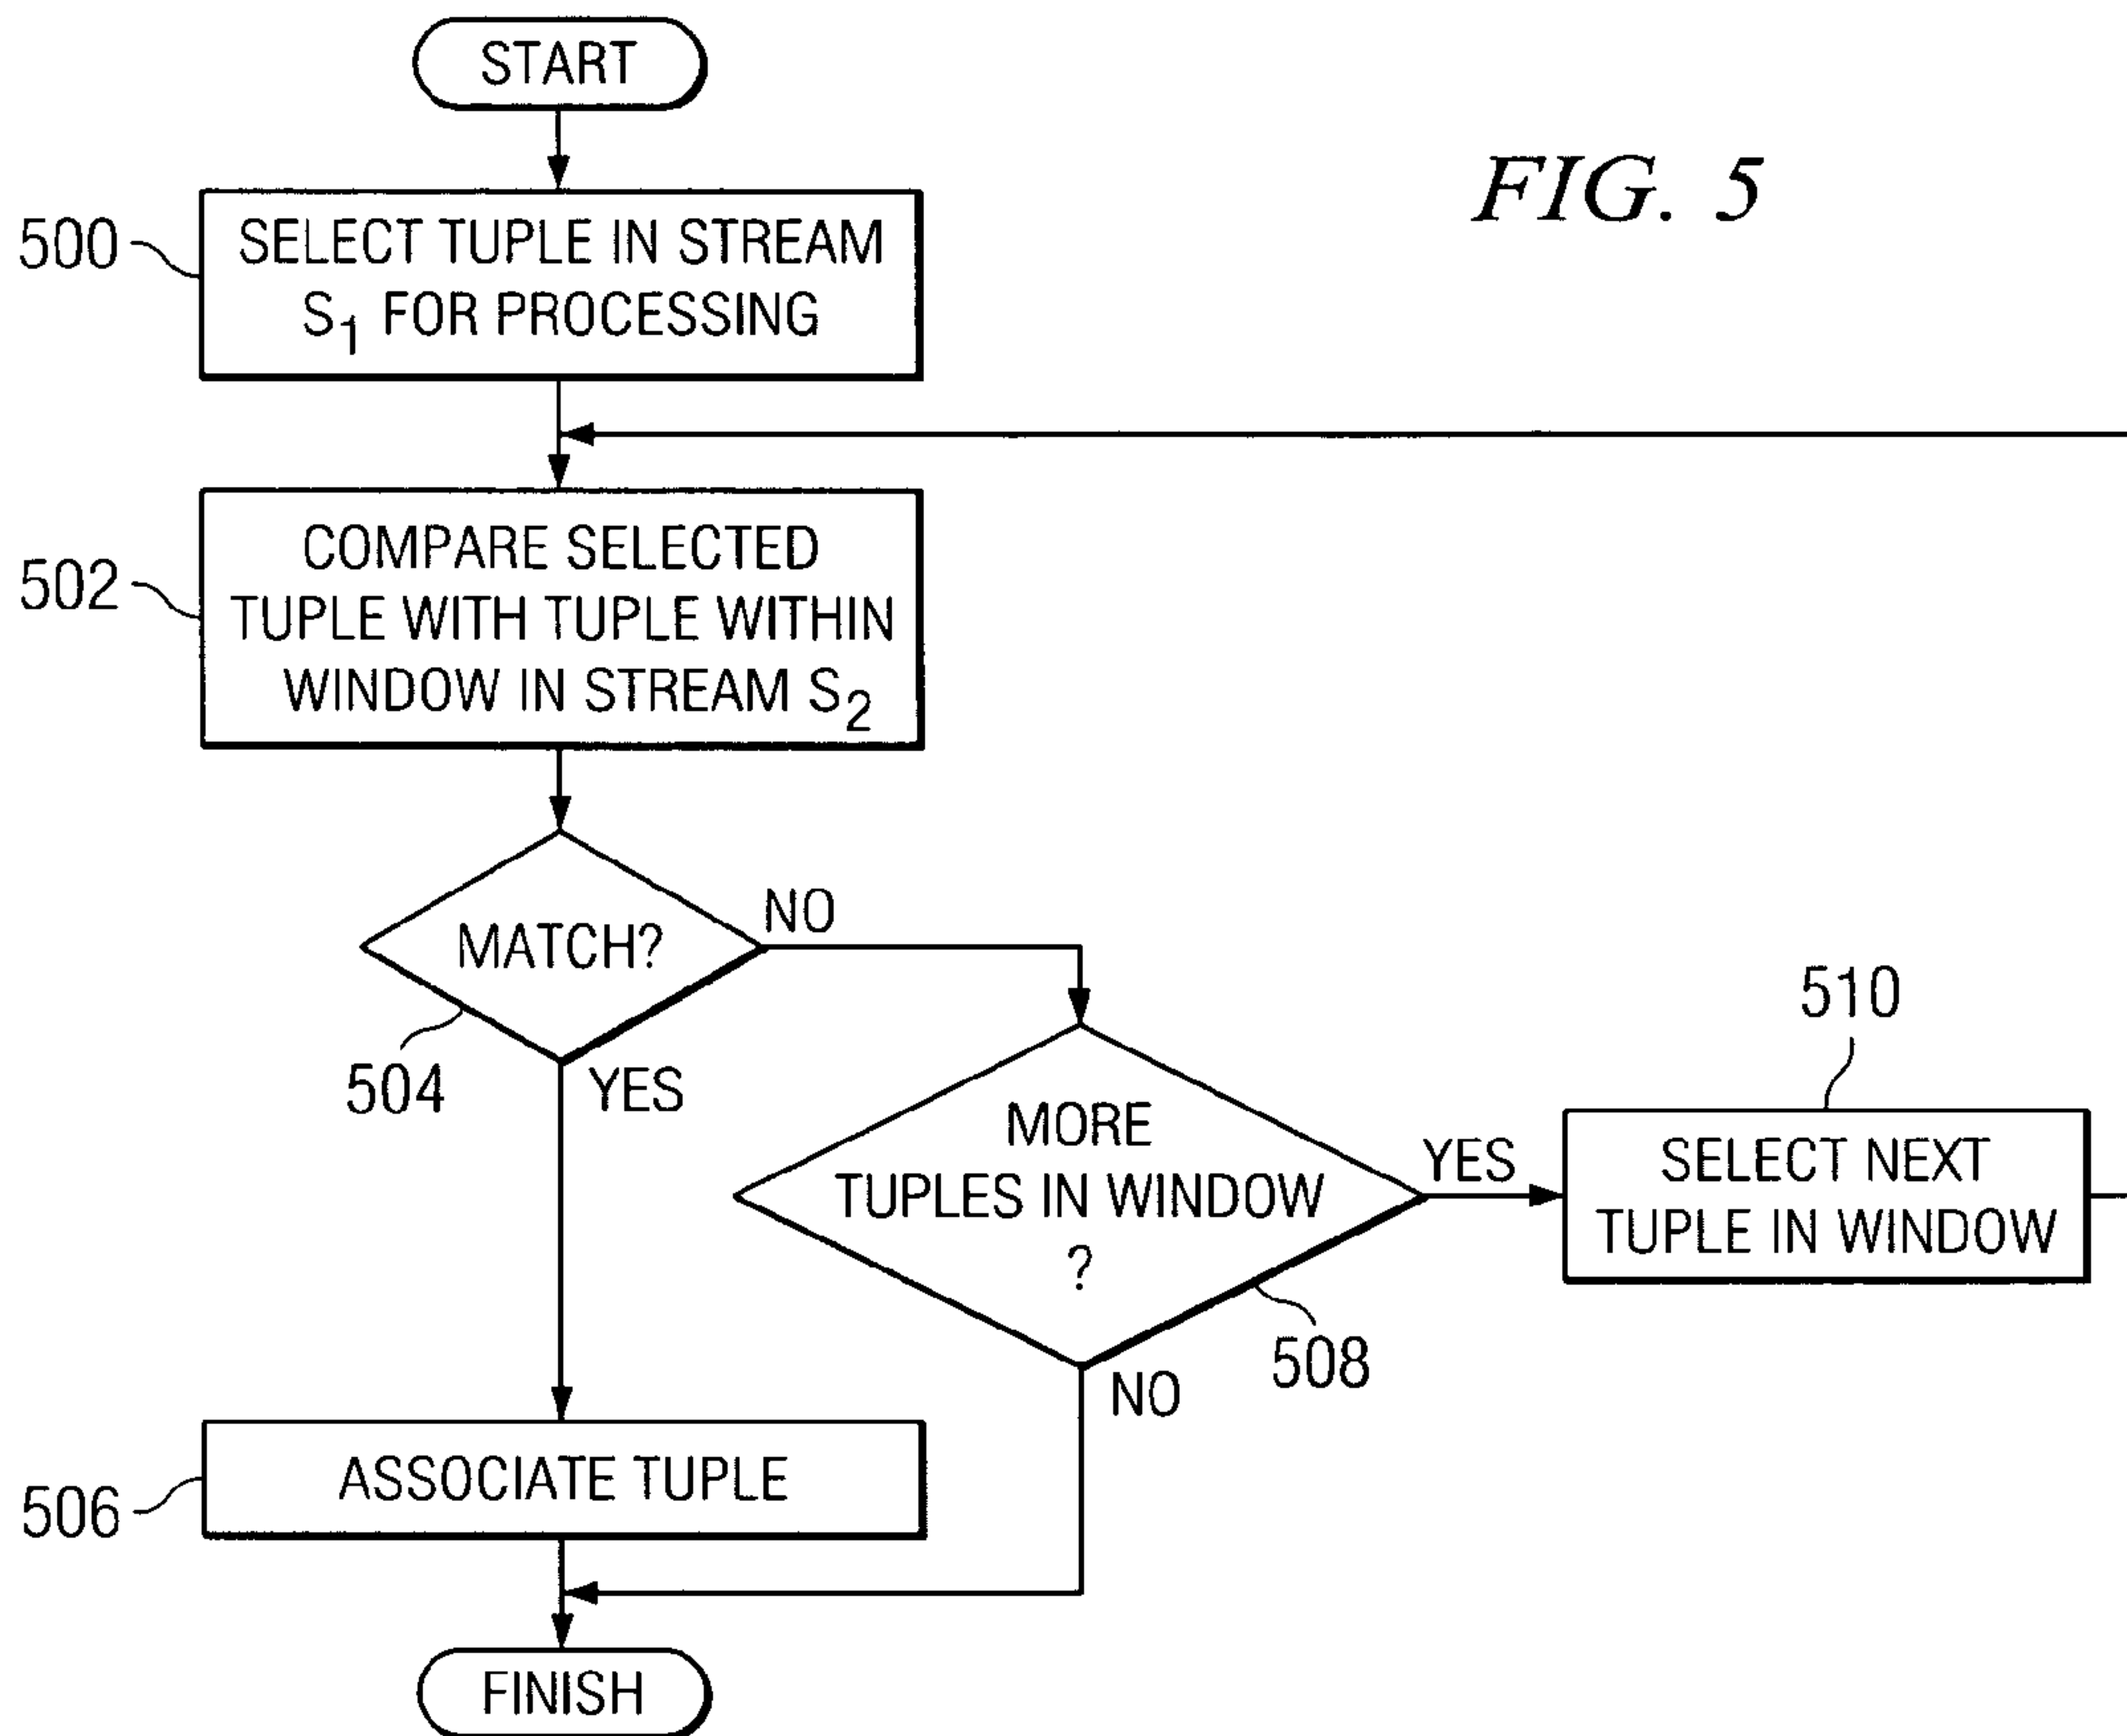 START
FIG. 5
500
SELECT TUPLE IN STREAM
S₁ FOR PROCESSING
502
COMPARE SELECTED
TUPLE WITH TUPLE WITHIN
WINDOW IN STREAM S₂
MATCH?
NO
504
YES
MORE
TUPLES IN WINDOW
?
YES
508
NO
510
SELECT NEXT
TUPLE IN WINDOW
506
ASSOCIATE TUPLE
FINISH